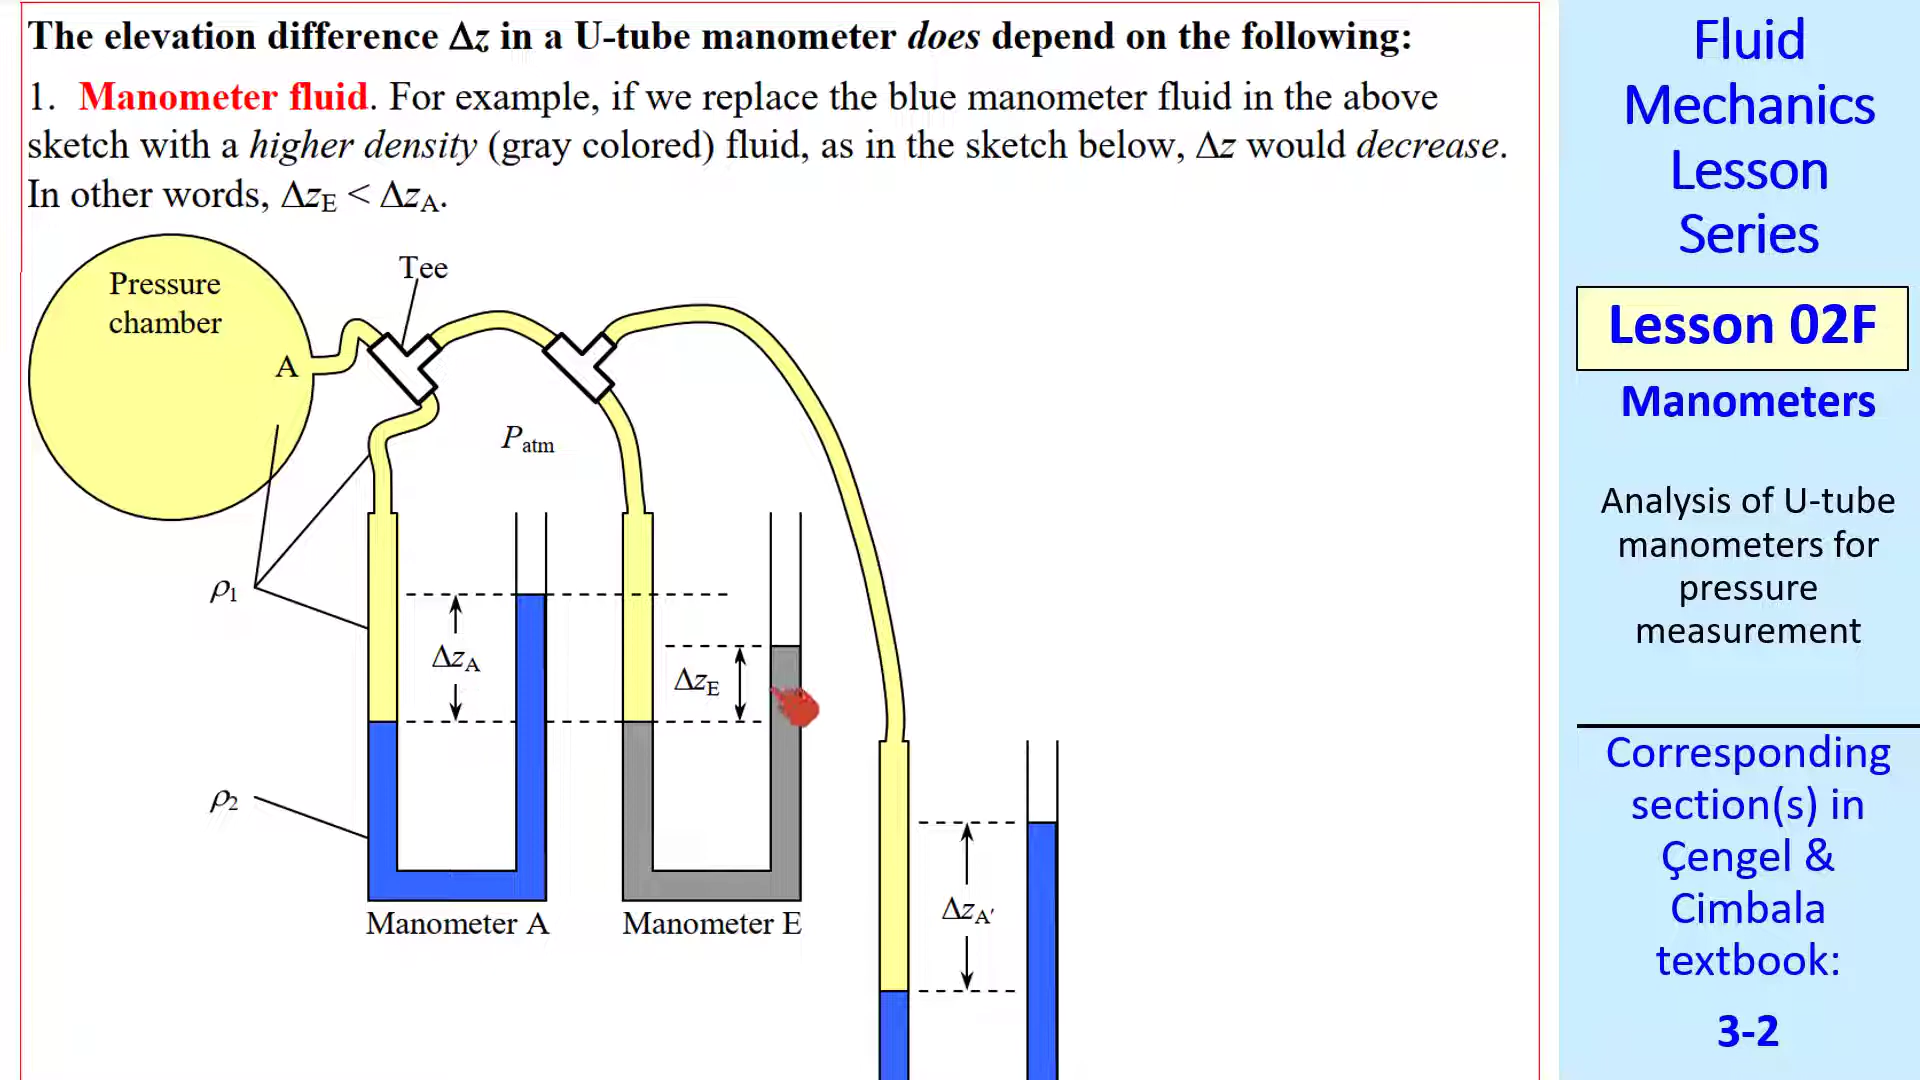 The elevation difference Δz in a U-tube manometer does depend on the following:
1. Manometer fluid. For example, if we replace the blue manometer fluid in the above
sketch with a higher density (gray colored) fluid, as in the sketch below, Δz would decrease.
In other words, ΔzE < ΔzA.
Pressure
chamber
A
Tee
Patm
ρ1
ΔzA
ΔzE
ρ2
ΔzA′
Manometer A
Manometer E
Fluid
Mechanics
Lesson
Series
Lesson 02F
Manometers
Analysis of U-tube
manometers for
pressure
measurement
Corresponding
section(s) in
Çengel &
Cimbala
textbook:
3-2